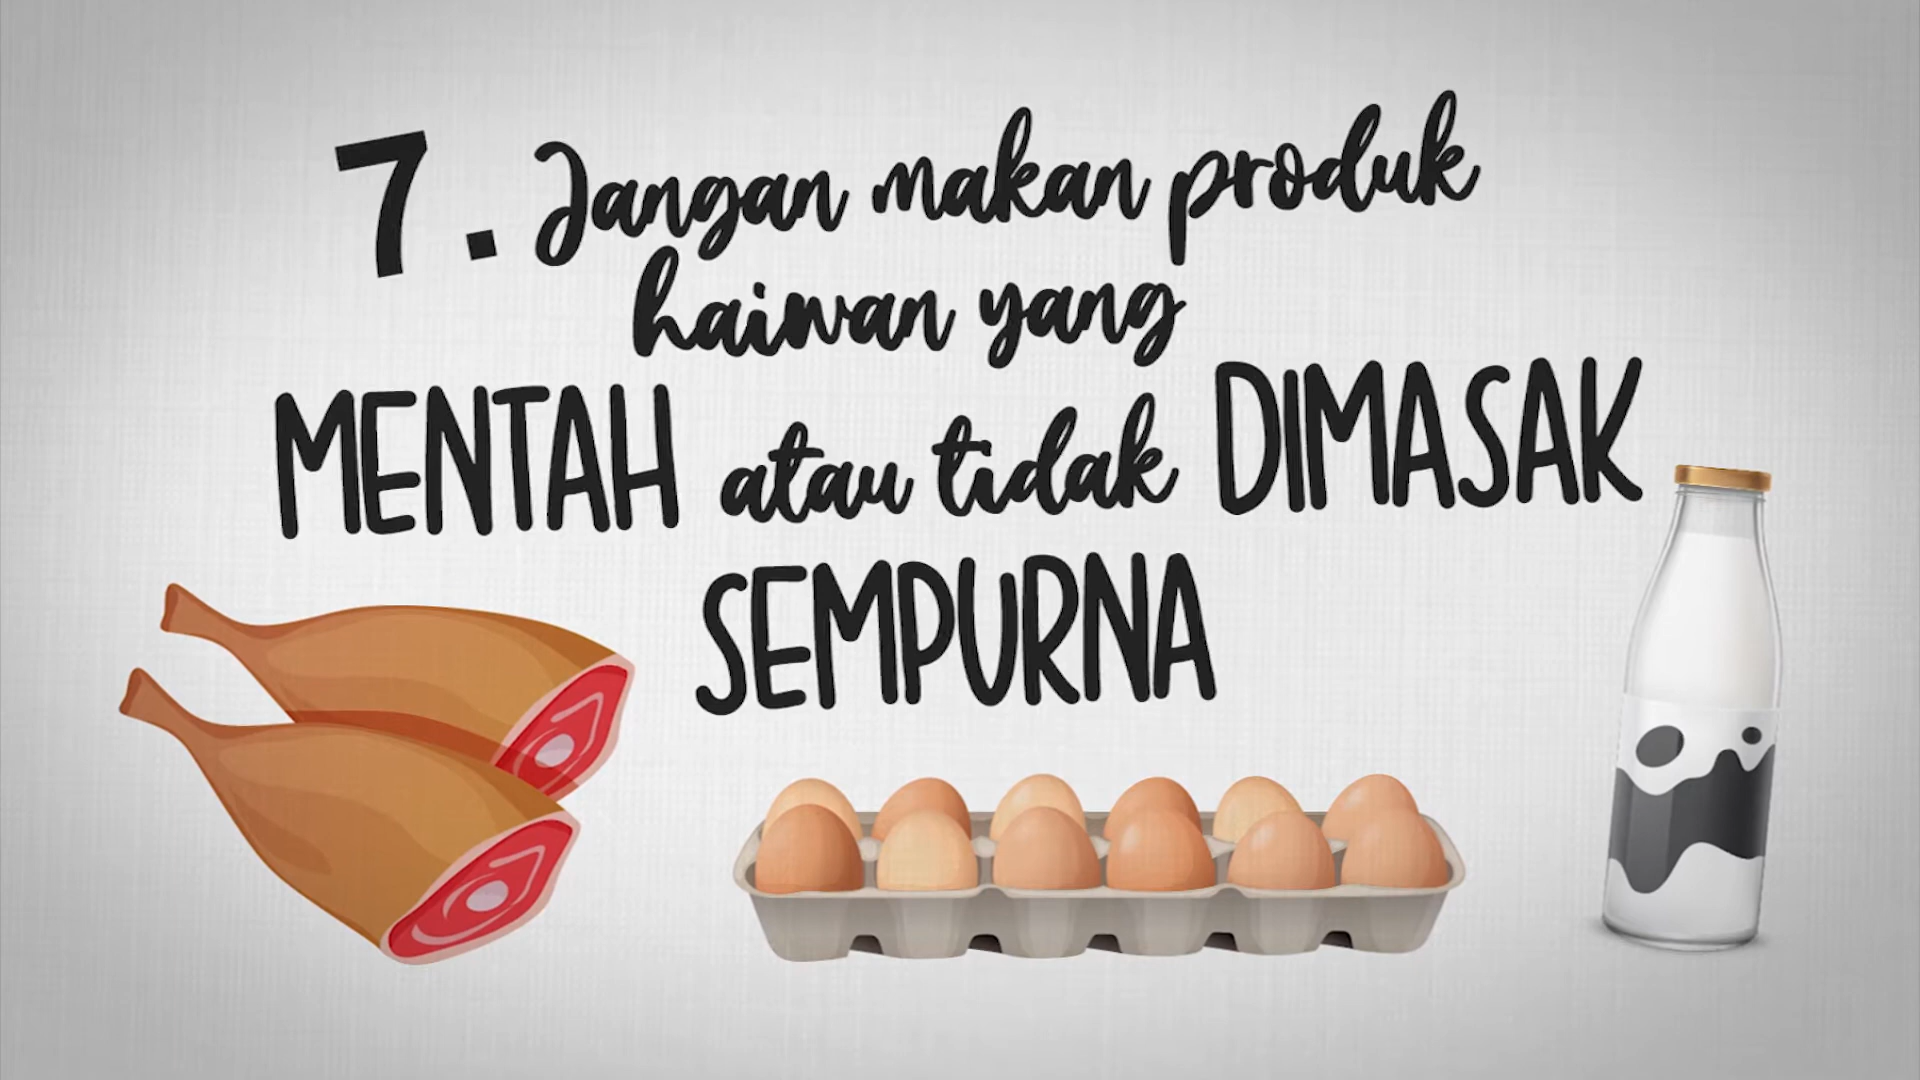 7. Jangan makan produk
haiwan yang
MENTAH atau tidak DIMASAK
SEMPURNA